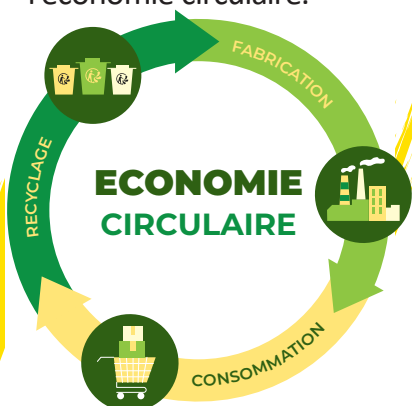 l'économie circulaire.
FABRICATION
RECYCLAGE
ECONOMIE
CIRCULAIRE
CONSOMMATION